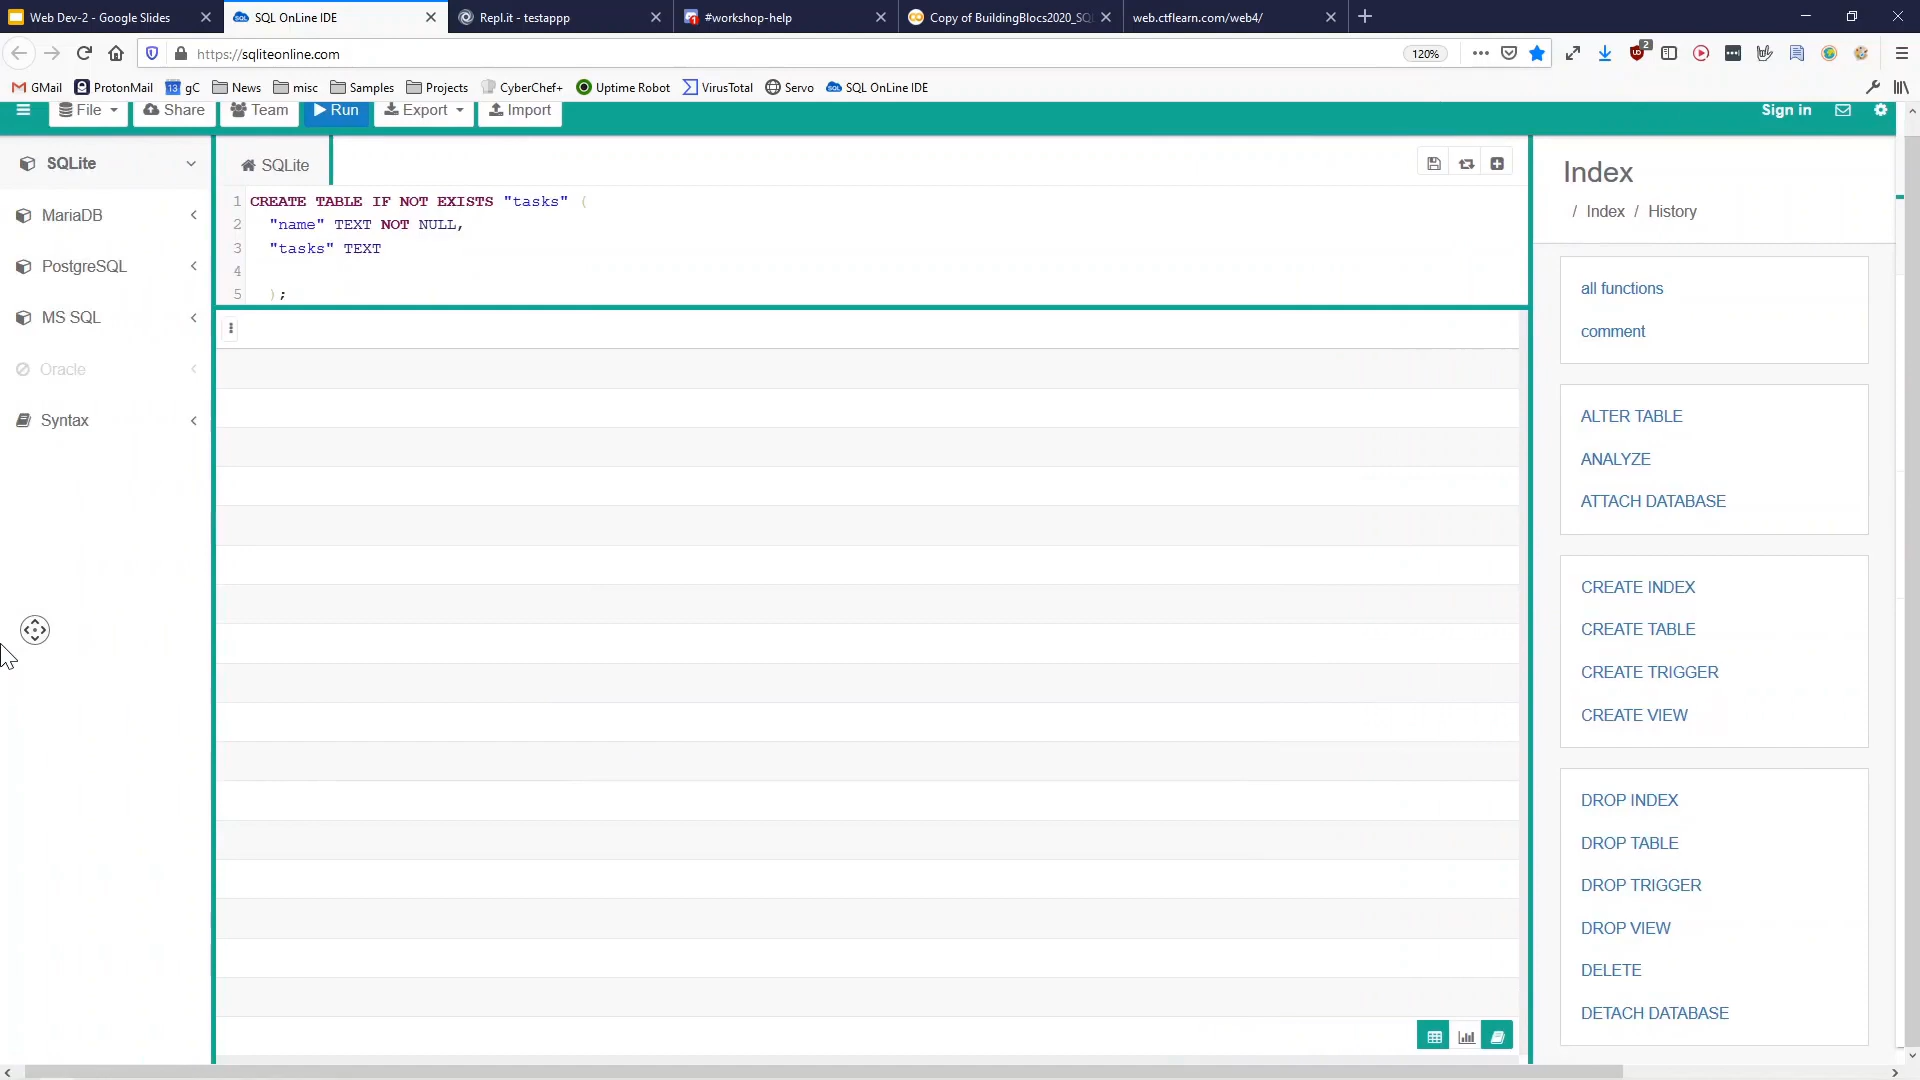 Web Dev-2 - Google Slides
SQL OnLine IDE
Repl.it - testappp
#workshop-help
Copy of BuildingBlocs2020_SQ
web.ctflearn.com/web4/
https://sqliteonline.com
120%
2
GMail
ProtonMail
13
gC
News
misc
Samples
Projects
CyberChef+
Uptime Robot
VirusTotal
Servo
SQL OnLine IDE
File
Share
Team
Run
Export
Import
Sign in
SQLite
MariaDB
PostgreSQL
MS SQL
Oracle
Syntax
SQLite
1 CREATE TABLE IF NOT EXISTS "tasks" (
2 "name" TEXT NOT NULL,
3 "tasks" TEXT
4
5 );
Index
/ Index / History
all functions
comment
ALTER TABLE
ANALYZE
ATTACH DATABASE
CREATE INDEX
CREATE TABLE
CREATE TRIGGER
CREATE VIEW
DROP INDEX
DROP TABLE
DROP TRIGGER
DROP VIEW
DELETE
DETACH DATABASE